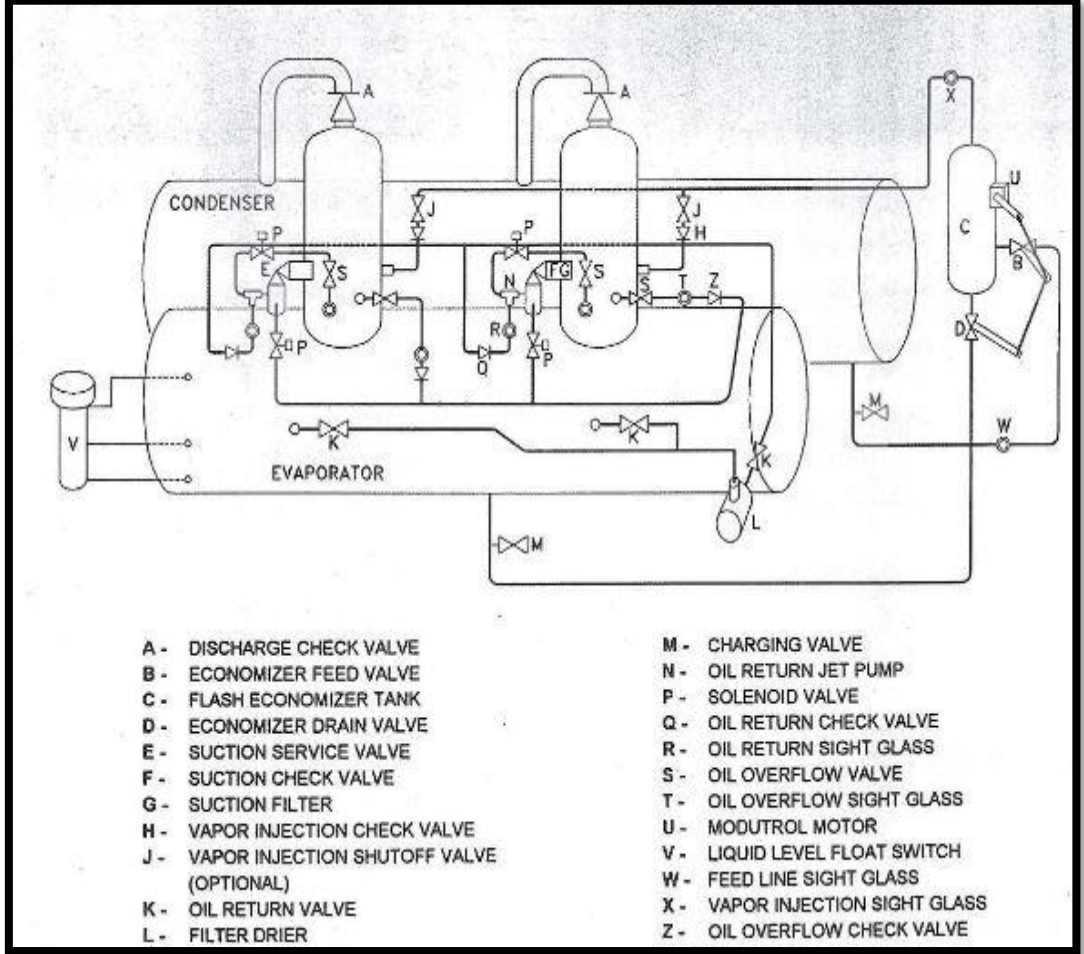 A
A
X
U
CONDENSER
J
J
P
P
H
C
E
S
N
FG
S
B
S
T
Z
R
D
P
Q
P
M
W
V
K
K
K
EVAPORATOR
L
M
A - DISCHARGE CHECK VALVE
B - ECONOMIZER FEED VALVE
C - FLASH ECONOMIZER TANK
D - ECONOMIZER DRAIN VALVE
E - SUCTION SERVICE VALVE
F - SUCTION CHECK VALVE
G - SUCTION FILTER
H - VAPOR INJECTION CHECK VALVE
J - VAPOR INJECTION SHUTOFF VALVE
(OPTIONAL)
K - OIL RETURN VALVE
L - FILTER DRIER
M - CHARGING VALVE
N - OIL RETURN JET PUMP
P - SOLENOID VALVE
Q - OIL RETURN CHECK VALVE
R - OIL RETURN SIGHT GLASS
S - OIL OVERFLOW VALVE
T - OIL OVERFLOW SIGHT GLASS
U - MODUTROL MOTOR
V - LIQUID LEVEL FLOAT SWITCH
W - FEED LINE SIGHT GLASS
X - VAPOR INJECTION SIGHT GLASS
Z - OIL OVERFLOW CHECK VALVE